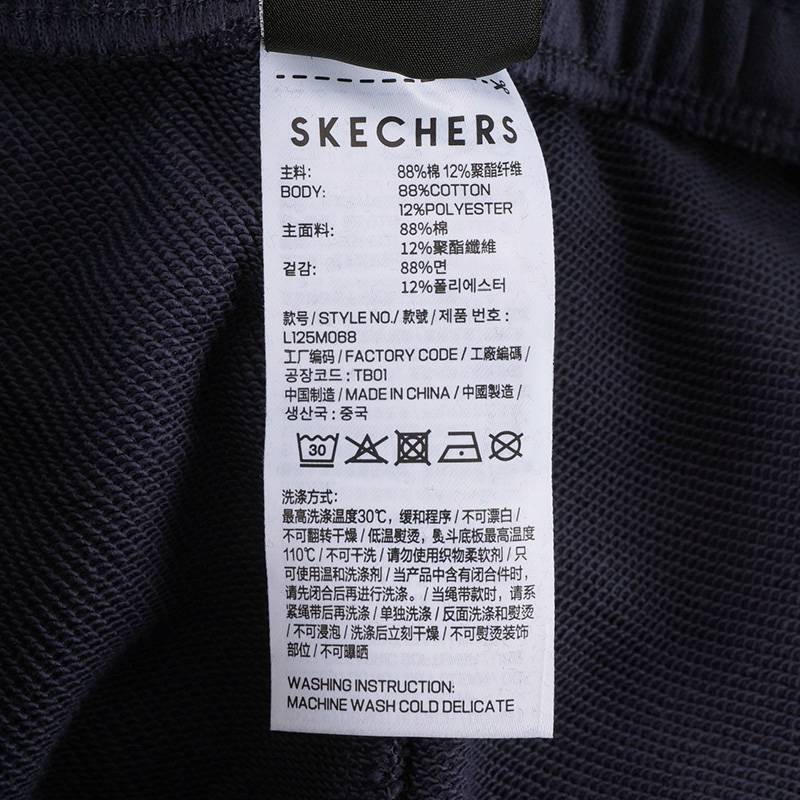 SKECHERS
主料: 88%棉 12%聚酯纤维
BODY: 88%COTTON
12%POLYESTER
主面料: 88%棉
12%聚酯纖維
겉감: 88%면
12%폴리에스터
款号/STYLE NO./款號/제품 번호:
L125M068
工厂编码/FACTORY CODE/工廠編碼/
공장코드:TB01
中国制造/MADE IN CHINA/中國製造/
생산국:중국
30
洗涤方式:
最高洗涤温度30℃，缓和程序/不可漂白/
不可翻转干燥/低温熨烫，熨斗底板最高温度
110℃/不可干洗/请勿使用织物柔软剂/只
可使用温和洗涤剂/当产品中含有闭合件时，
请先闭合后再进行洗涤。/当绳带款时，请系
紧绳带后再洗涤/单独洗涤/反面洗涤和熨烫
/不可浸泡/洗涤后立刻干燥/不可熨烫装饰
部位/不可曝晒
WASHING INSTRUCTION:
MACHINE WASH COLD DELICATE